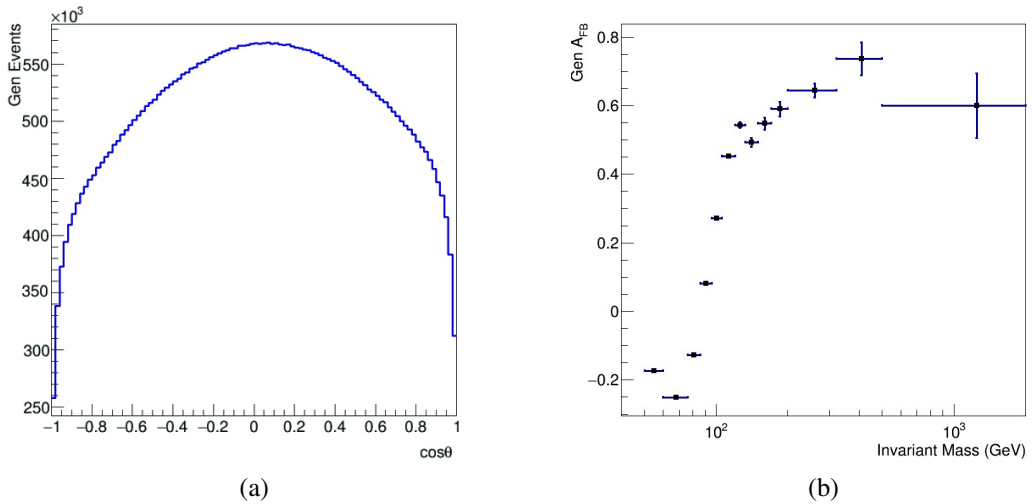 ×10³
Gen Events
550
500
450
400
350
300
250
−1 −0.8 −0.6 −0.4 −0.2 0 0.2 0.4 0.6 0.8 1
cosθ
(a)
Gen A_FB
0.8
0.6
0.4
0.2
0
−0.2
10² 10³
Invariant Mass (GeV)
(b)